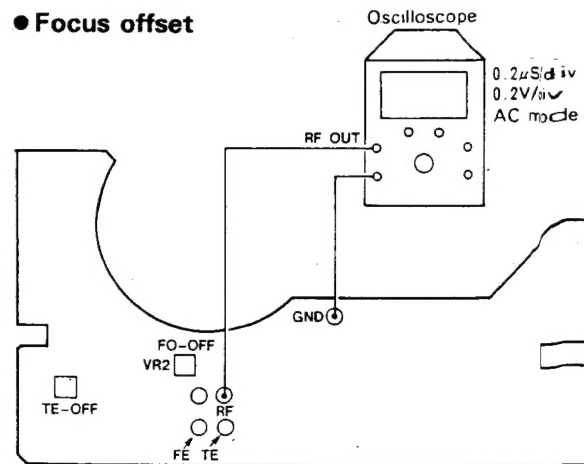 ● Focus offset
Oscilloscope
0.2μS/div
0.2V/div
AC mode
RF OUT
GND
FO-OFF
VR2
TE-OFF
RF
FE TE